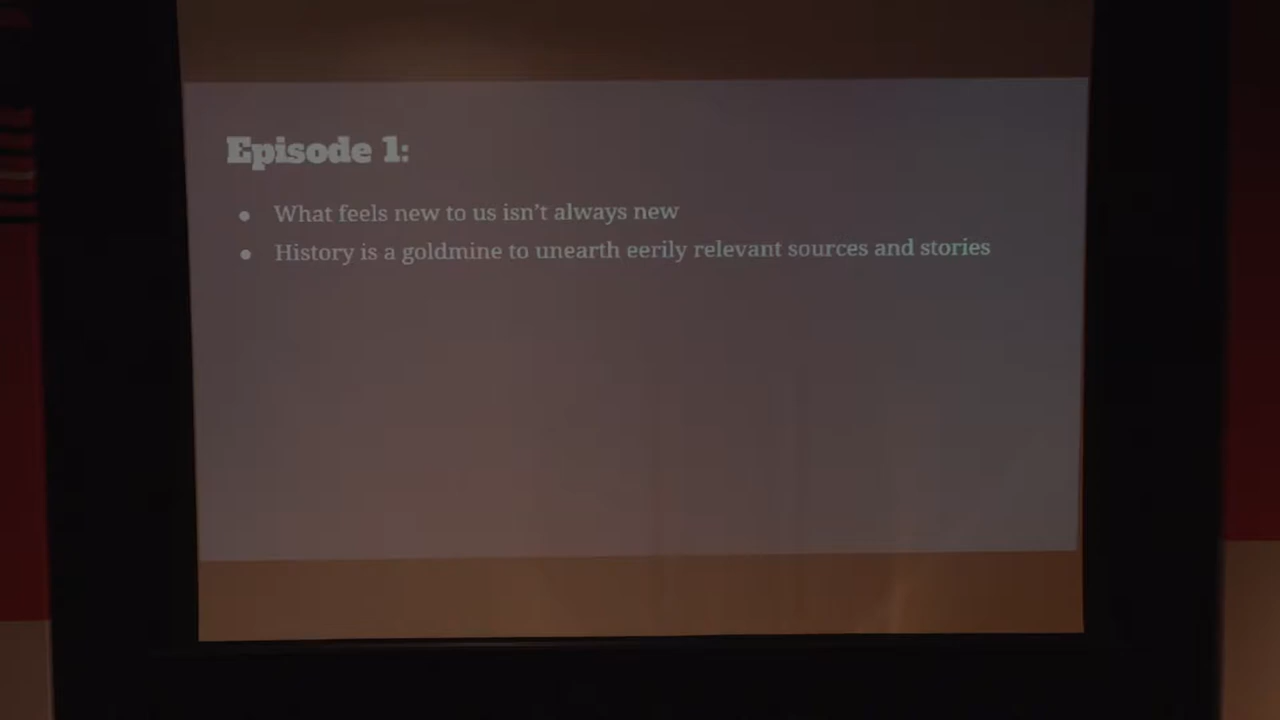 Episode 1:
● What feels new to us isn’t always new
● History is a goldmine to unearth eerily relevant sources and stories